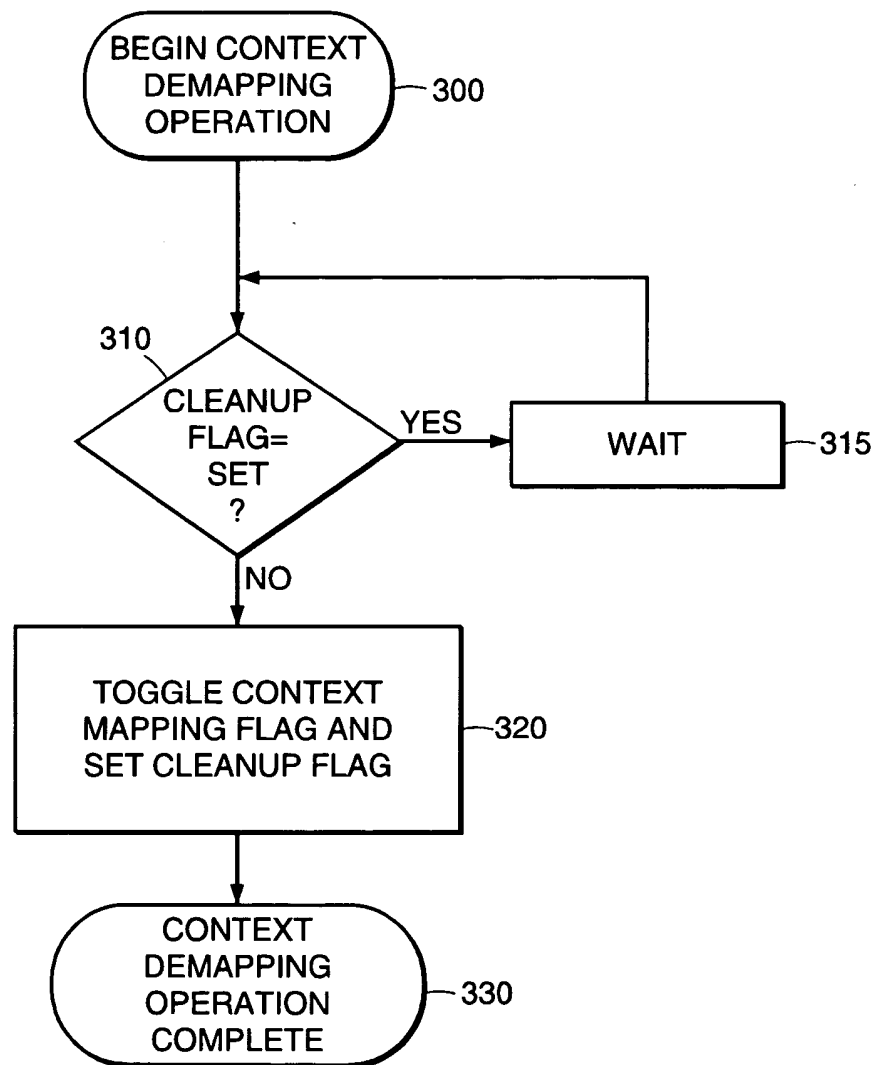 BEGIN CONTEXT
DEMAPPING
OPERATION
300
310
CLEANUP
FLAG=
SET
?
YES
WAIT
315
NO
TOGGLE CONTEXT
MAPPING FLAG AND
SET CLEANUP FLAG
320
CONTEXT
DEMAPPING
OPERATION
COMPLETE
330